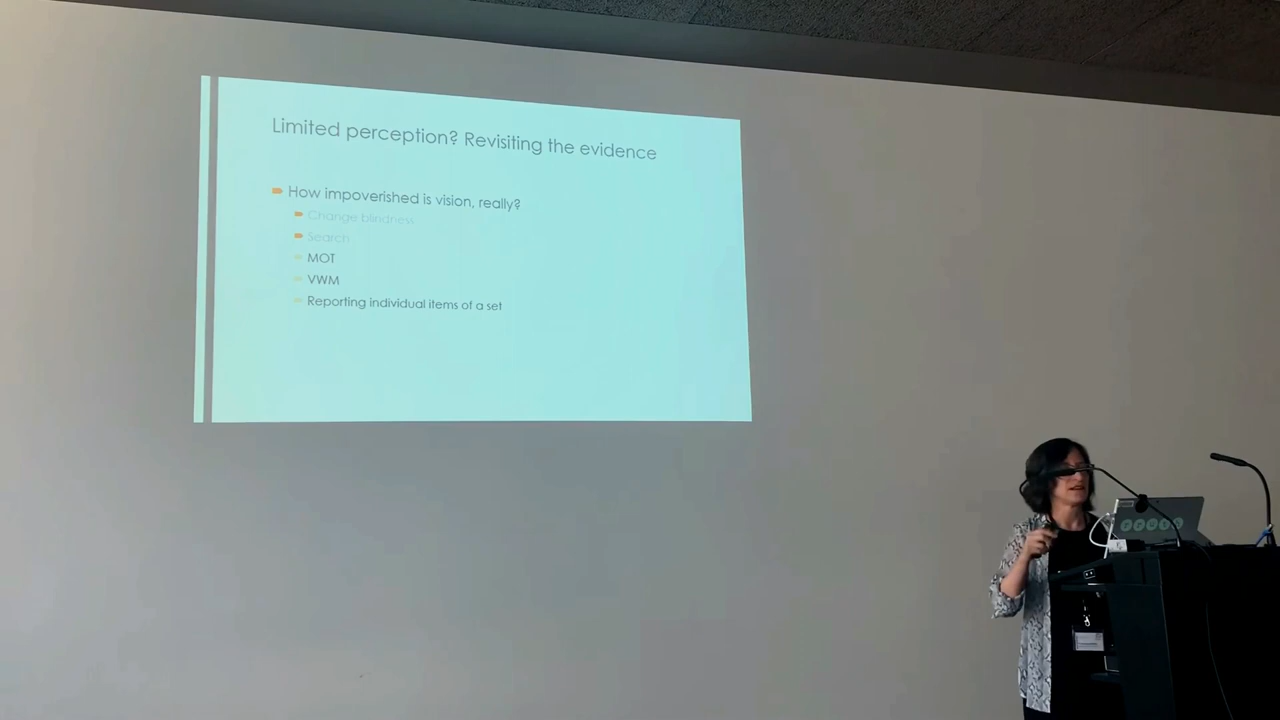 Limited perception? Revisiting the evidence
How impoverished is vision, really?
Change blindness
Search
MOT
VWM
Reporting individual items of a set